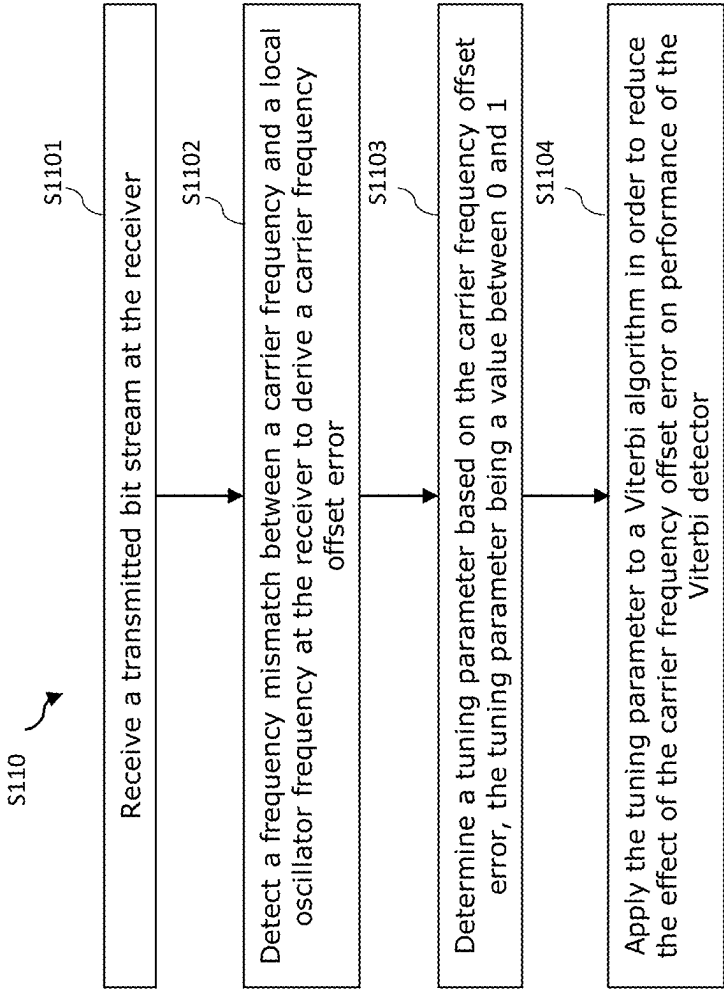 S110
S1101
Receive a transmitted bit stream at the receiver
S1102
Detect a frequency mismatch between a carrier frequency and a local
oscillator frequency at the receiver to derive a carrier frequency
offset error
S1103
Determine a tuning parameter based on the carrier frequency offset
error, the tuning parameter being a value between 0 and 1
S1104
Apply the tuning parameter to a Viterbi algorithm in order to reduce
the effect of the carrier frequency offset error on performance of the
Viterbi detector